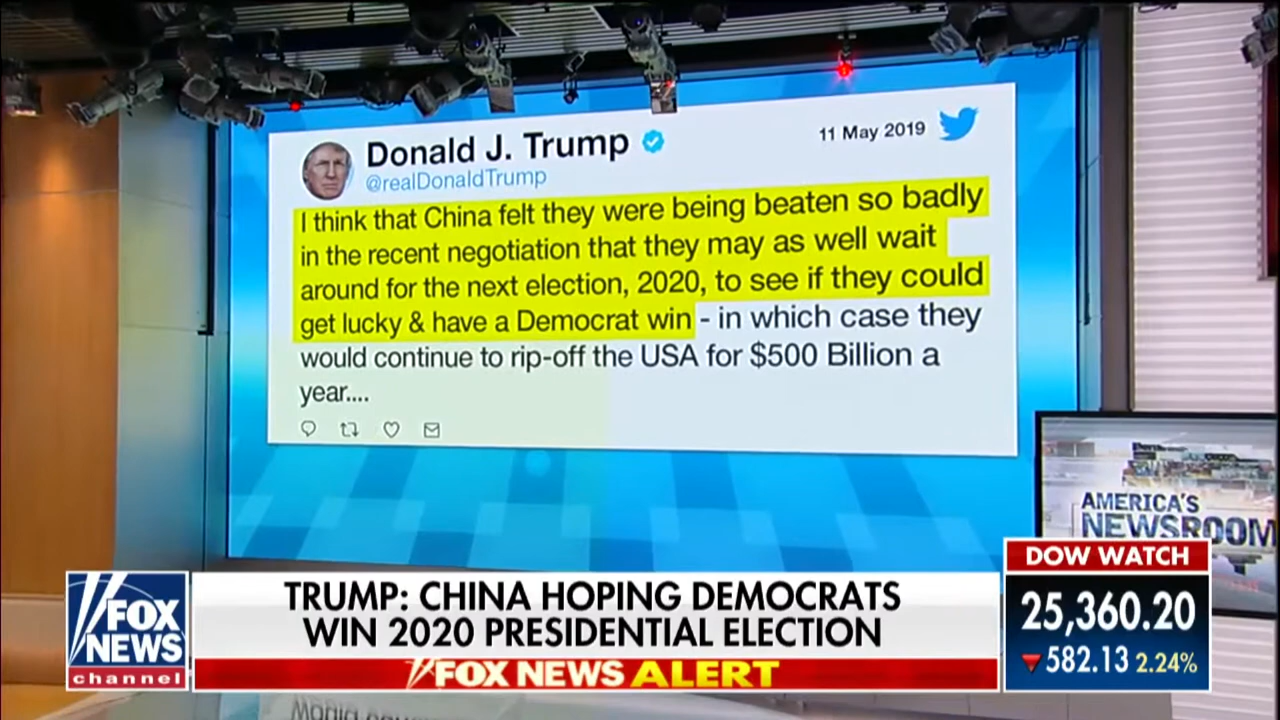 Donald J. Trump
@realDonaldTrump
11 May 2019
I think that China felt they were being beaten so badly
in the recent negotiation that they may as well wait
around for the next election, 2020, to see if they could
get lucky & have a Democrat win - in which case they
would continue to rip-off the USA for $500 Billion a
year....
AMERICA'S
NEWSROOM
DOW WATCH
25,360.20
582.13 2.24%
FOX
NEWS
channel
TRUMP: CHINA HOPING DEMOCRATS
WIN 2020 PRESIDENTIAL ELECTION
FOX NEWS ALERT